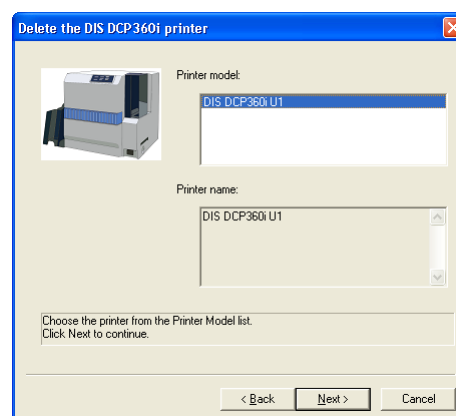 Delete the DIS DCP360i printer
Printer model:
DIS DCP360i U1
Printer name:
DIS DCP360i U1
Choose the printer from the Printer Model list.
Click Next to continue.
< Back
Next >
Cancel